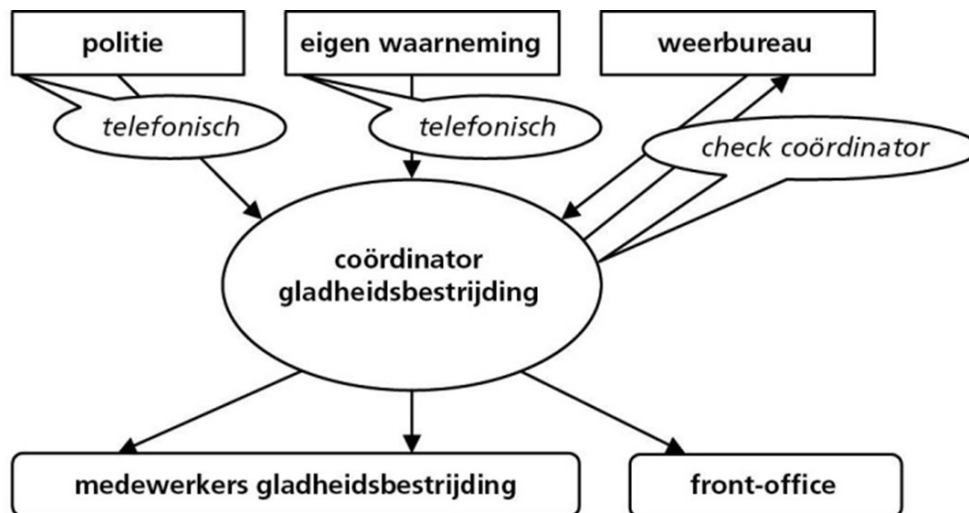 politie
eigen waarneming
weerbureau
telefonisch
telefonisch
check coördinator
coördinator
gladheidsbestrijding
medewerkers gladheidsbestrijding
front-office